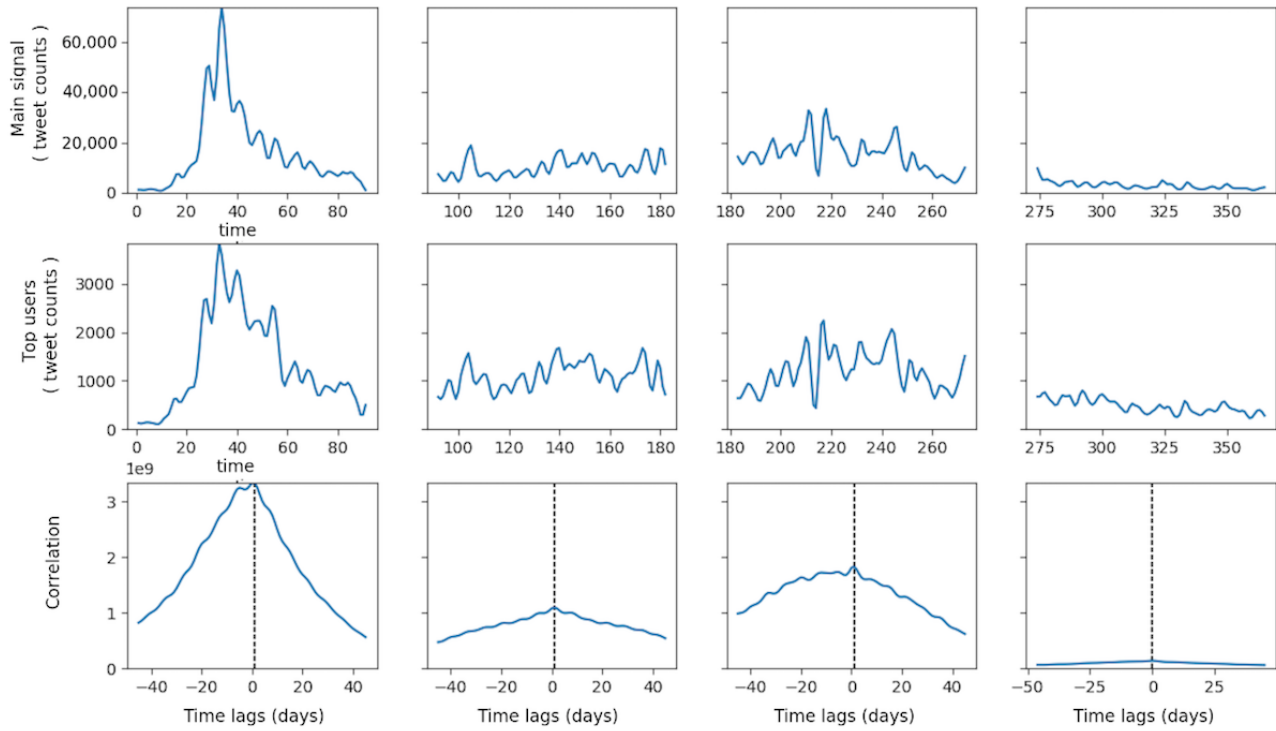 Main signal
( tweet counts )
60,000
40,000
20,000
0
0 20 40 60 80
time
100 120 140 160 180
180 200 220 240 260
275 300 325 350
Top users
( tweet counts )
3000
2000
1000
0
0 20 40 60 80
time
100 120 140 160 180
180 200 220 240 260
275 300 325 350
1e9
Correlation
3
2
1
0
−40 −20 0 20 40
Time lags (days)
−40 −20 0 20 40
Time lags (days)
−40 −20 0 20 40
Time lags (days)
−50 −25 0 25
Time lags (days)